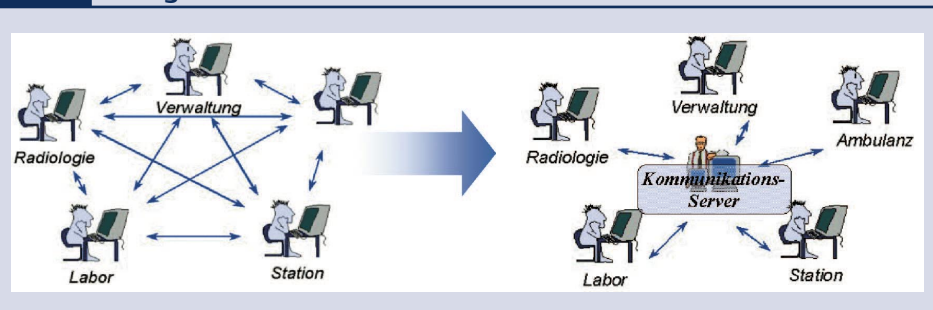 Verwaltung
Radiologie
Labor
Station
Verwaltung
Radiologie
Ambulanz
Kommunikations-
Server
Labor
Station